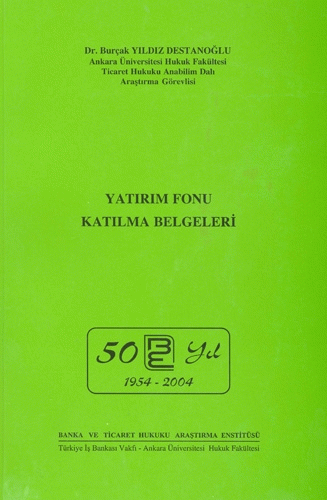 Dr. Burçak YILDIZ DESTANOĞLU
Ankara Üniversitesi Hukuk Fakültesi
Ticaret Hukuku Anabilim Dalı
Araştırma Görevlisi
YATIRIM FONU
KATILMA BELGELERİ
50 BE Yıl
1954 - 2004
BANKA VE TİCARET HUKUKU ARAŞTIRMA ENSTİTÜSÜ
Türkiye İş Bankası Vakfı - Ankara Üniversitesi Hukuk Fakültesi